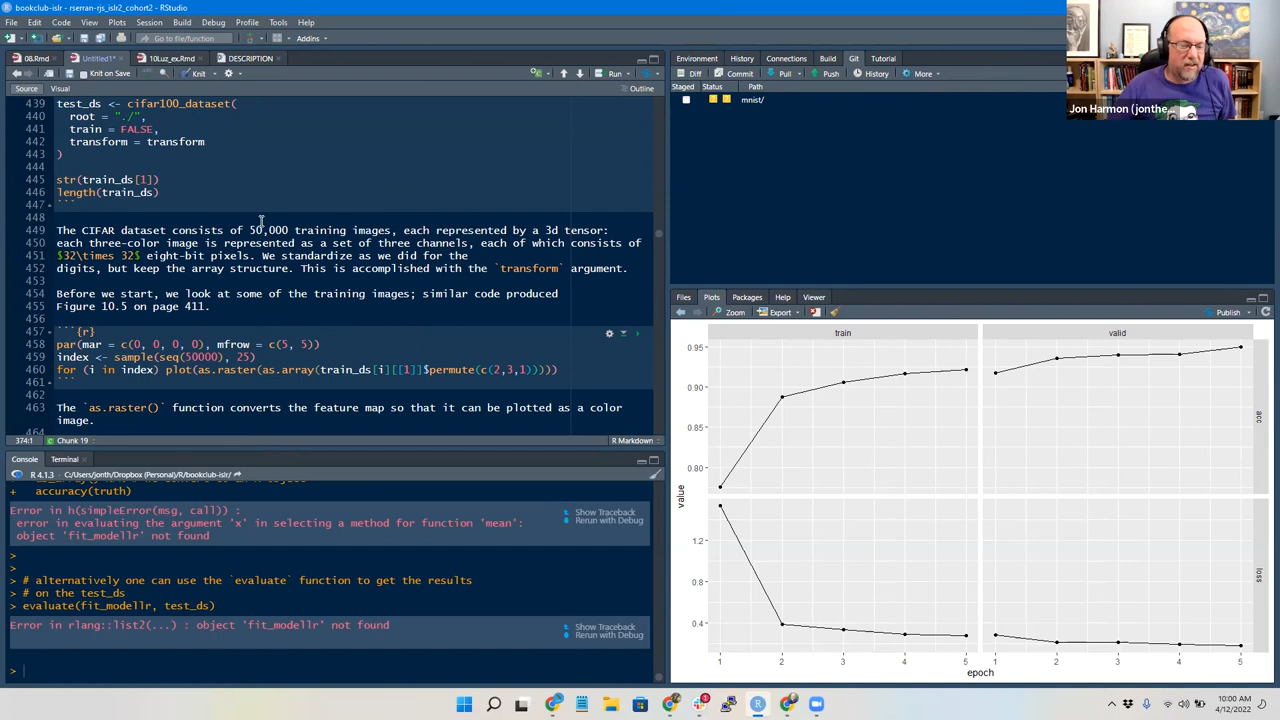 bookclub-islr - rserran-rjs_islr2_cohort2 - RStudio
File Edit Code View Plots Session Build Debug Profile Tools Help
Go to file/function
Addins
08.Rmd Untitled1* 10Luz_ex.Rmd DESCRIPTION
Knit on Save
Knit
Run
Source Visual
Outline
439 test_ds <- cifar100_dataset(
440 root = "./",
441 train = FALSE,
442 transform = transform
443 )
444
445 str(train_ds[1])
446 length(train_ds)
447 ```
448
449 The CIFAR dataset consists of 50,000 training images, each represented by a 3d tensor:
450 each three-color image is represented as a set of three channels, each of which consists of
451 $32\times 32$ eight-bit pixels. We standardize as we did for the
452 digits, but keep the array structure. This is accomplished with the `transform` argument.
453
454 Before we start, we look at some of the training images; similar code produced
455 Figure 10.5 on page 411.
456
457 ```{r}
458 par(mar = c(0, 0, 0, 0), mfrow = c(5, 5))
459 index <- sample(seq(50000), 25)
460 for (i in index) plot(as.raster(as.array(train_ds[i][[1]]$permute(c(2,3,1)))))
461 ```
462
463 The `as.raster()` function converts the feature map so that it can be plotted as a color
image.
464
374:1 Chunk 19
R Markdown
Console Terminal
R 4.1.3 · C:/Users/jonth/Dropbox (Personal)/R/bookclub-islr/
+ accuracy(truth)
Error in h(simpleError(msg, call)) :
error in evaluating the argument 'x' in selecting a method for function 'mean':
object 'fit_modellr' not found
Show Traceback
Rerun with Debug
>
>
> # alternatively one can use the `evaluate` function to get the results
> # on the test_ds
> evaluate(fit_modellr, test_ds)
Error in rlang::list2(...) : object 'fit_modellr' not found
Show Traceback
Rerun with Debug
>
Environment History Connections Build Git Tutorial
Diff Commit Pull Push History More
Staged Status Path
mnist/
Jon Harmon (jonthe...
Files Plots Packages Help Viewer
Zoom Export Publish
train valid
0.95
0.90
0.85
0.80
acc
value
1.2
0.8
0.4
loss
1 2 3 4 5 1 2 3 4 5
epoch
10:00 AM
4/12/2022